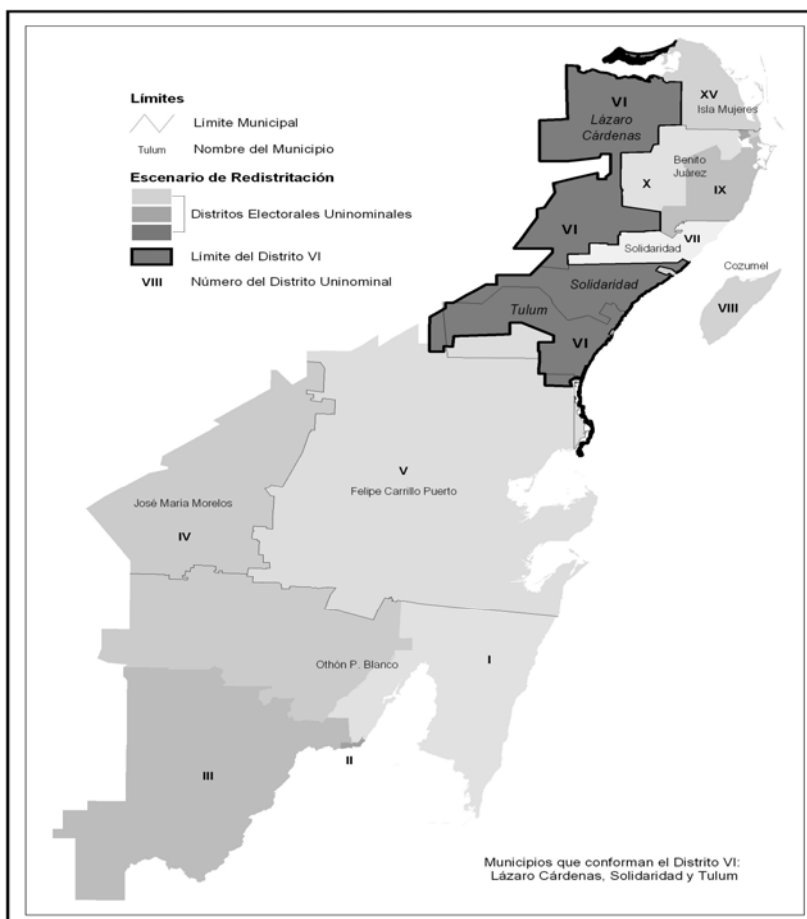 Límites
Límite Municipal
Tulum Nombre del Municipio
Escenario de Redistritación
Distritos Electorales Uninominales
Límite del Distrito VI
VIII Número del Distrito Uninominal
XV
Isla Mujeres
VI
Lázaro
Cárdenas
Benito
Juárez
X
IX
VI
VII
Solidaridad
Cozumel
VIII
Solidaridad
Tulum
VI
V
Felipe Carrillo Puerto
José María Morelos
IV
Othón P. Blanco
I
II
III
Municipios que conforman el Distrito VI:
Lázaro Cárdenas, Solidaridad y Tulum